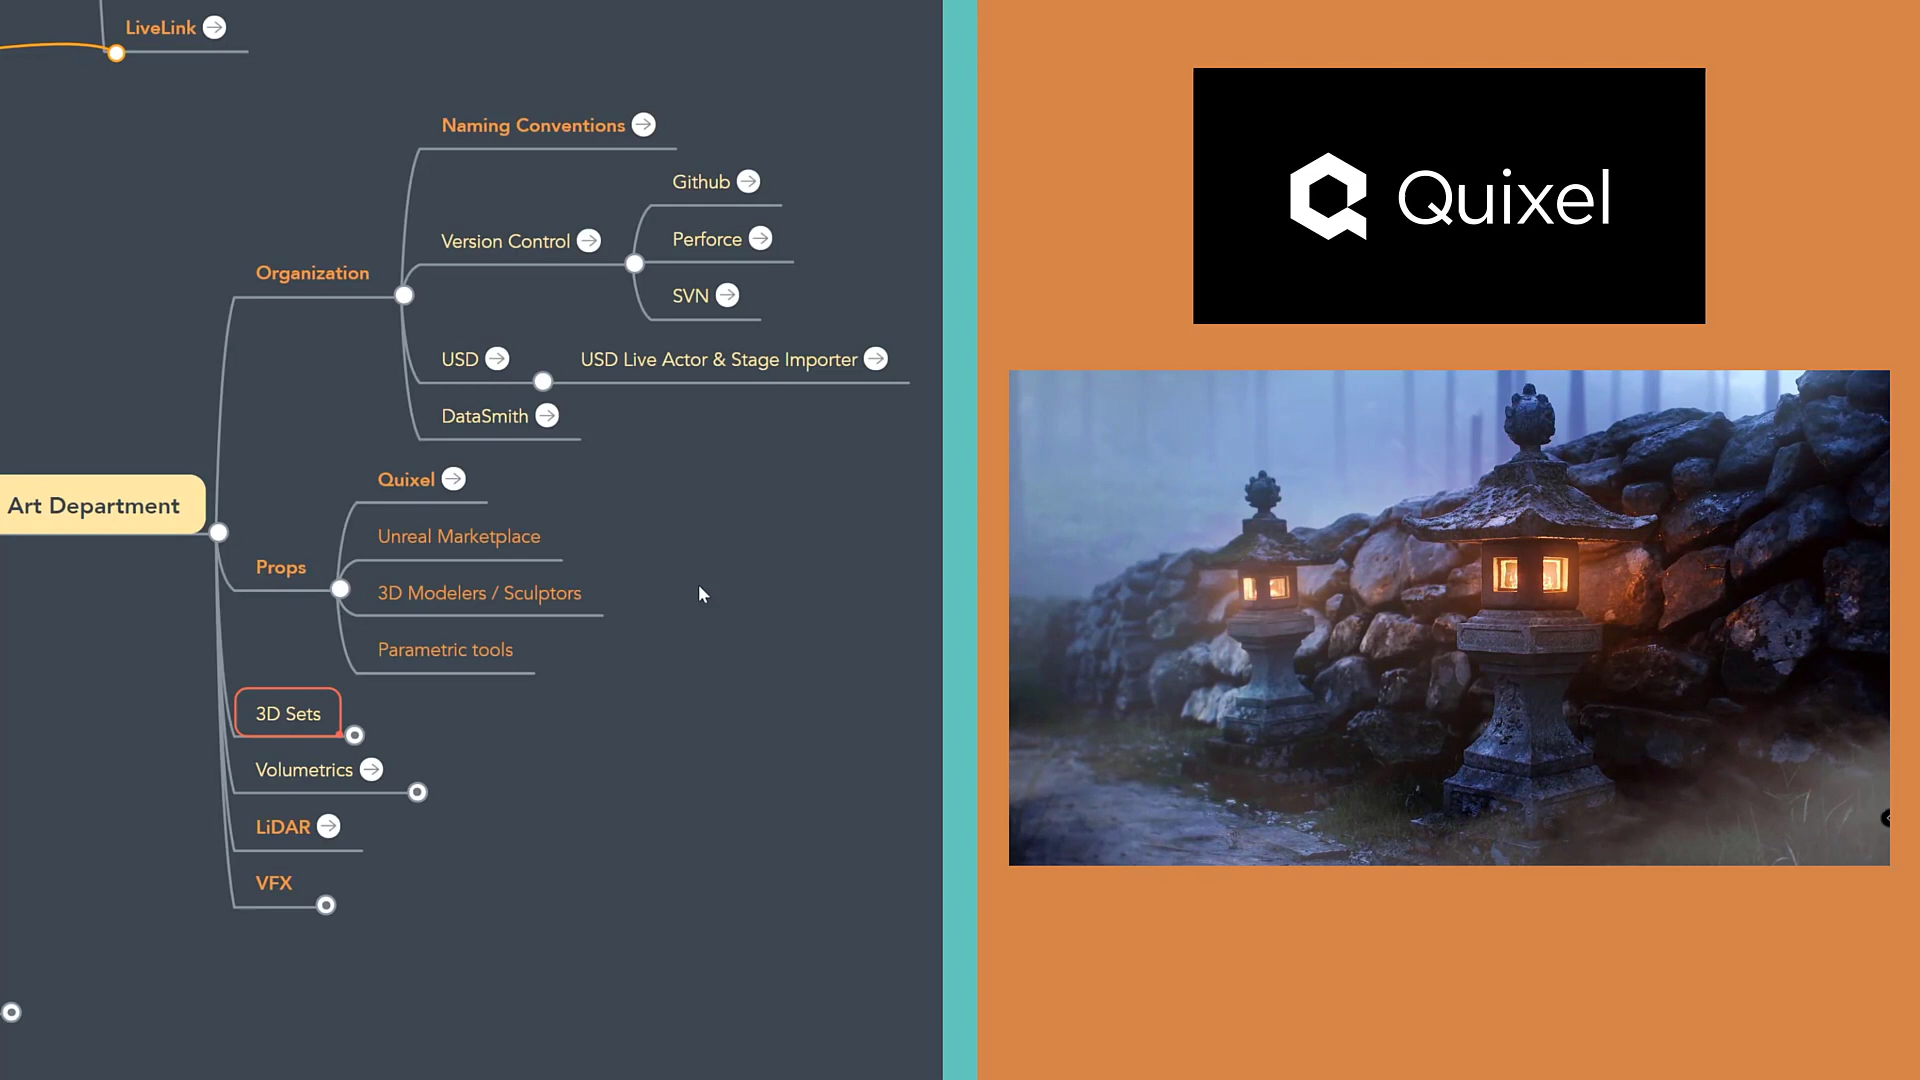 LiveLink
Naming Conventions
Github
Version Control
Perforce
Organization
SVN
USD
USD Live Actor & Stage Importer
DataSmith
Art Department
Quixel
Unreal Marketplace
Props
3D Modelers / Sculptors
Parametric tools
3D Sets
Volumetrics
LiDAR
VFX
Quixel